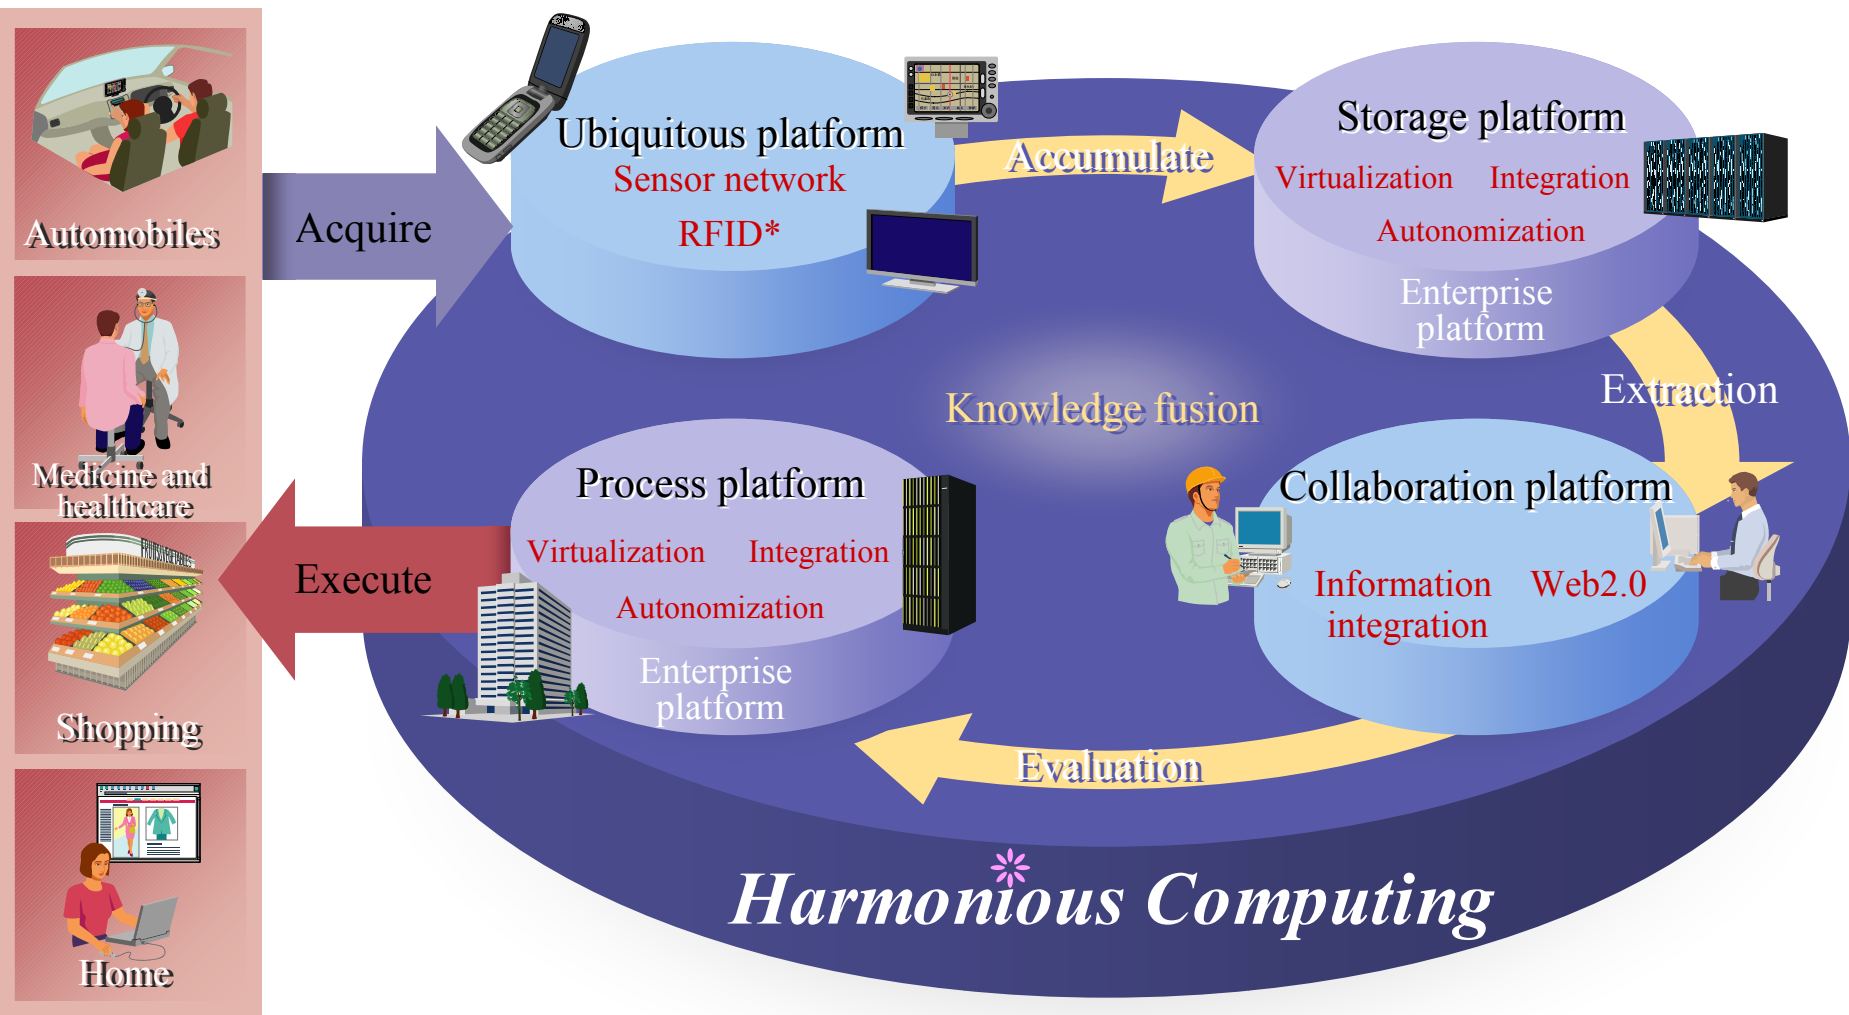 Automobiles
Medicine and
healthcare
Shopping
Home
Acquire
Execute
Ubiquitous platform
Sensor network
RFID*
Accumulate
Storage platform
Virtualization Integration
Autonomization
Enterprise
platform
Extraction
Knowledge fusion
Collaboration platform
Information Web2.0
integration
Evaluation
Process platform
Virtualization Integration
Autonomization
Enterprise
platform
Harmonious Computing